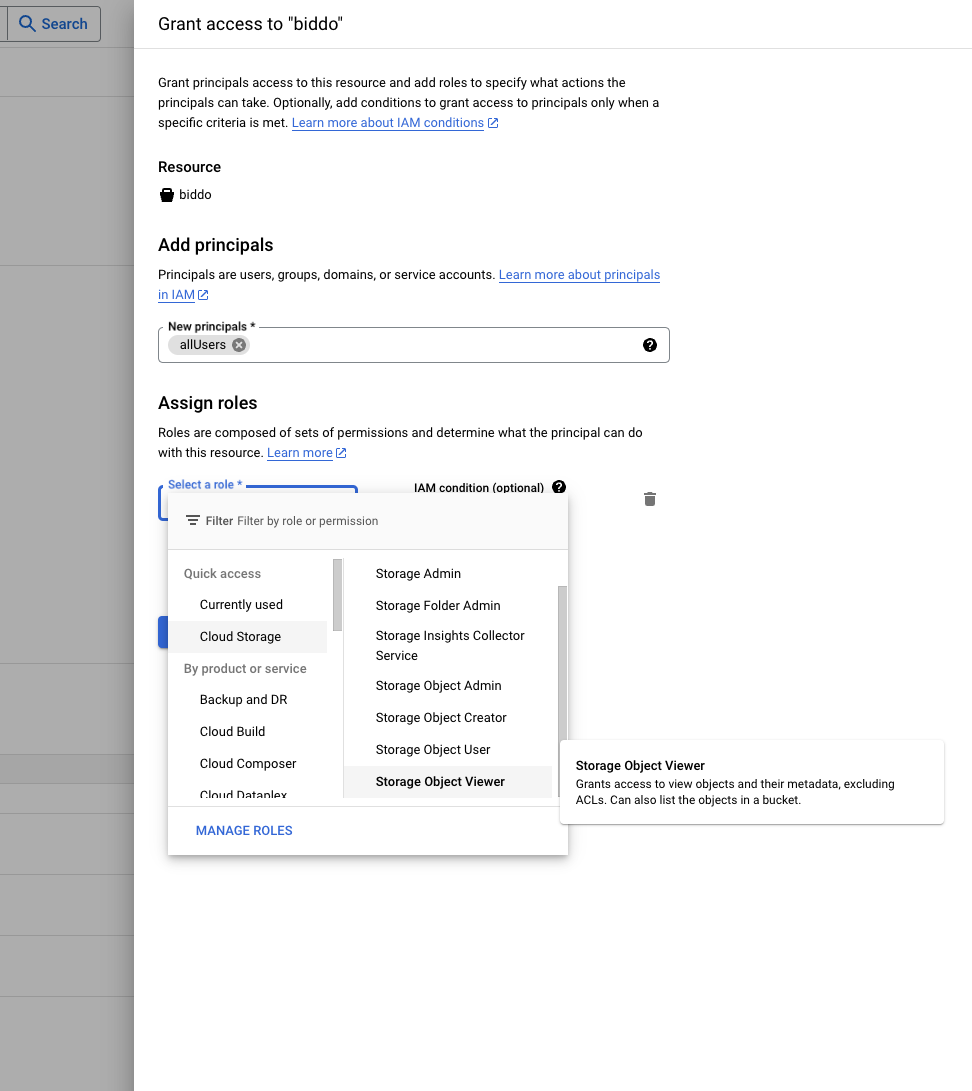 Search
Grant access to "biddo"
Grant principals access to this resource and add roles to specify what actions the
principals can take. Optionally, add conditions to grant access to principals only when a
specific criteria is met. Learn more about IAM conditions
Resource
biddo
Add principals
Principals are users, groups, domains, or service accounts. Learn more about principals
in IAM
New principals *
allUsers
Assign roles
Roles are composed of sets of permissions and determine what the principal can do
with this resource. Learn more
Select a role *
IAM condition (optional)
Filter Filter by role or permission
Quick access
Currently used
Cloud Storage
By product or service
Backup and DR
Cloud Build
Cloud Composer
Cloud Dataplex
Storage Admin
Storage Folder Admin
Storage Insights Collector
Service
Storage Object Admin
Storage Object Creator
Storage Object User
Storage Object Viewer
MANAGE ROLES
Storage Object Viewer
Grants access to view objects and their metadata, excluding
ACLs. Can also list the objects in a bucket.